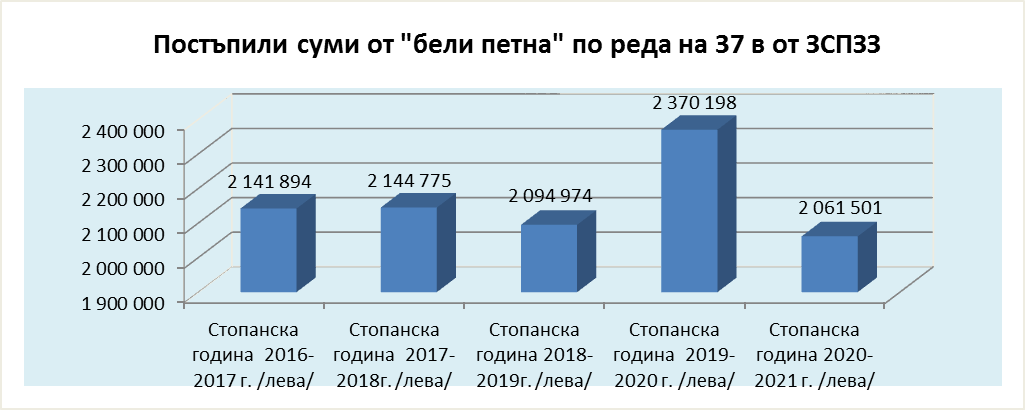 Постъпили суми от "бели петна" по реда на 37 в от ЗСПЗЗ
2 400 000
2 300 000
2 200 000
2 100 000
2 000 000
1 900 000
2 141 894
2 144 775
2 094 974
2 370 198
2 061 501
Стопанска
година 2016-
2017 г. /лева/
Стопанска
година 2017-
2018г. /лева/
Стопанска
година 2018-
2019г. /лева/
Стопанска
година 2019-
2020 г. /лева/
Стопанска
година 2020-
2021 г. /лева/